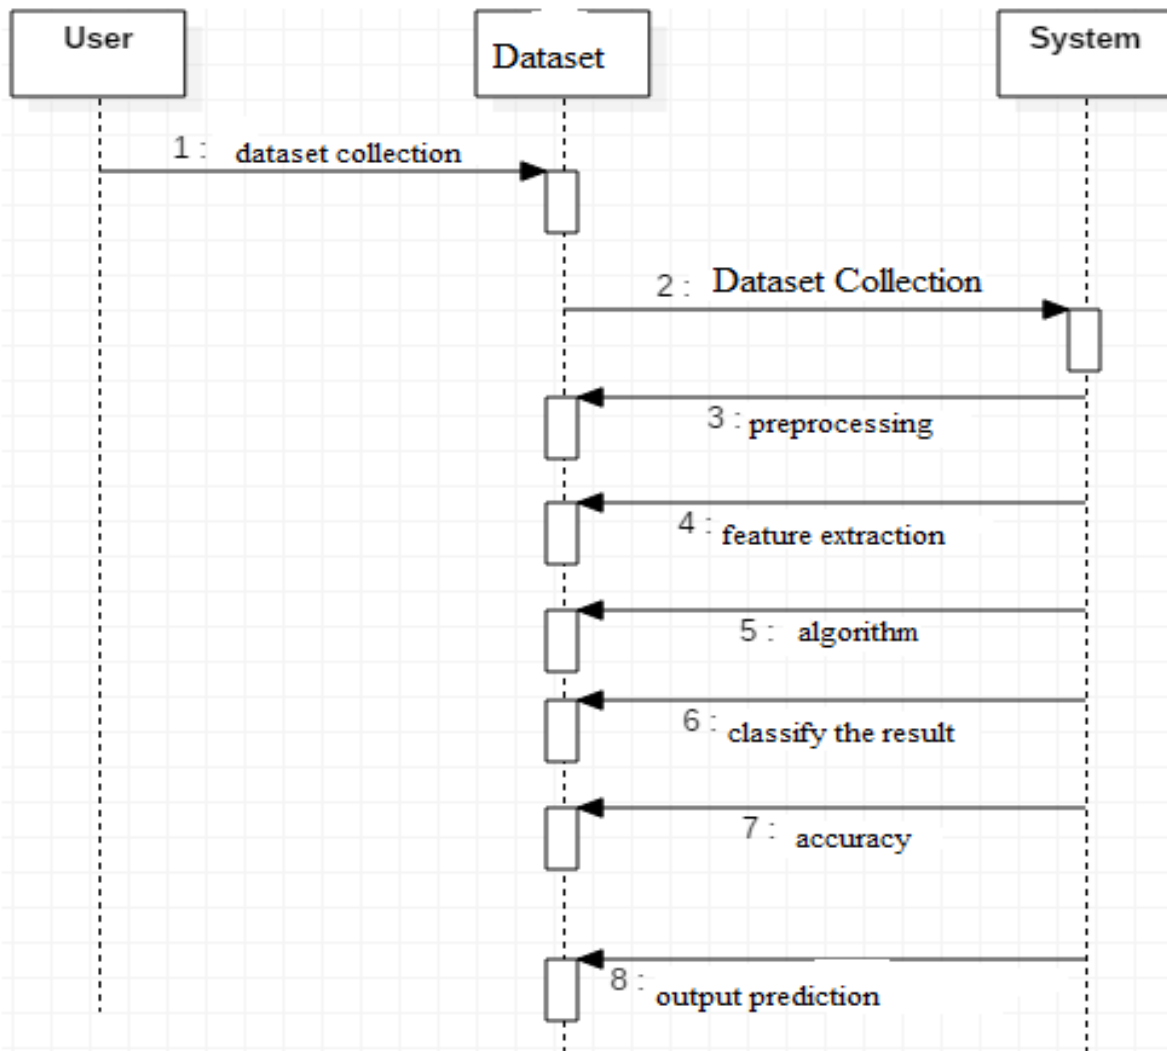 User
Dataset
System
1 : dataset collection
2 : Dataset Collection
3 : preprocessing
4 : feature extraction
5 : algorithm
6 : classify the result
7 : accuracy
8 : output prediction